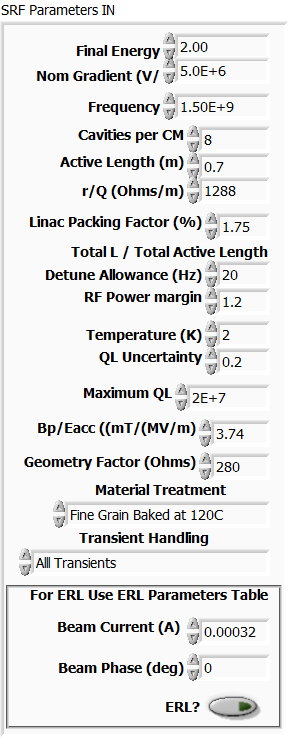 SRF Parameters IN
Final Energy 2.00
Nom Gradient (V/ 5.0E+6
Frequency 1.50E+9
Cavities per CM 8
Active Length (m) 0.7
r/Q (Ohms/m) 1288
Linac Packing Factor (%) 1.75
Total L / Total Active Length
Detune Allowance (Hz) 20
RF Power margin 1.2
Temperature (K) 2
QL Uncertainty 0.2
Maximum QL 2E+7
Bp/Eacc ((mT/(MV/m) 3.74
Geometry Factor (Ohms) 280
Material Treatment
Fine Grain Baked at 120C
Transient Handling
Alll Transients
For ERL Use ERL Parameters Table
Beam Current (A) 0.00032
Beam Phase (deg) 0
ERL?